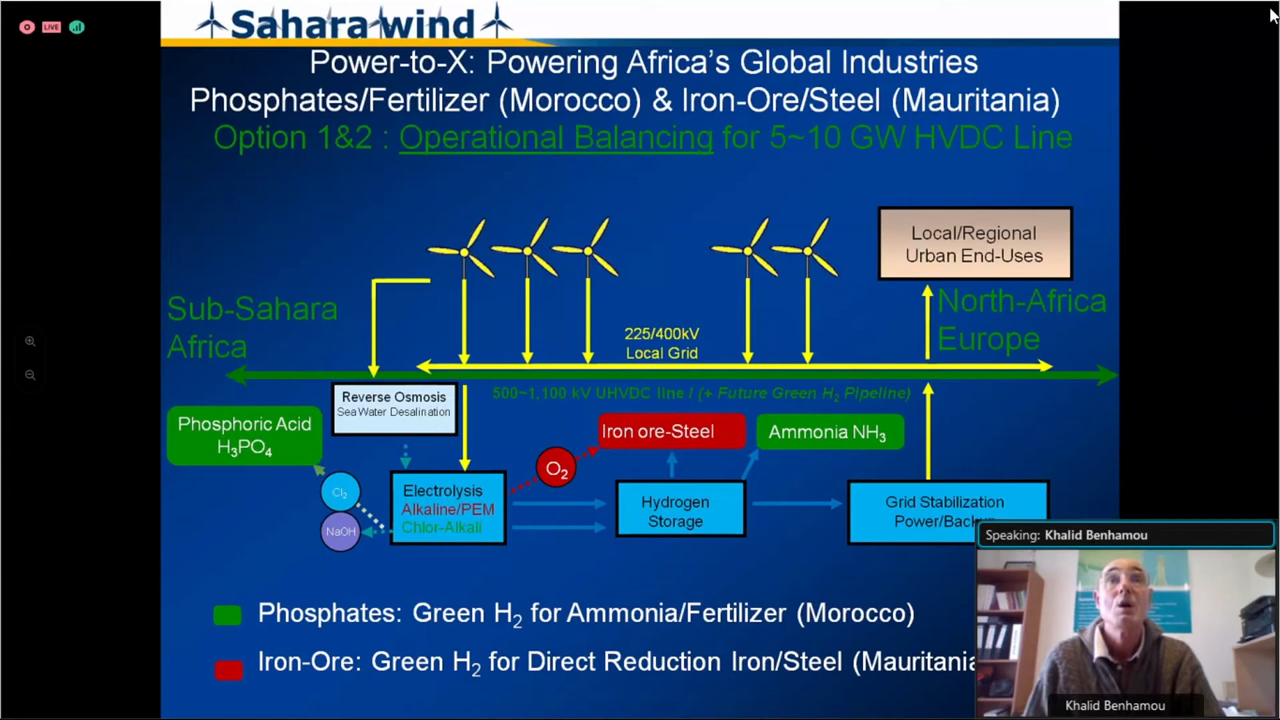 LIVE
Sahara wind
Power-to-X: Powering Africa's Global Industries
Phosphates/Fertilizer (Morocco) & Iron-Ore/Steel (Mauritania)
Option 1&2 : Operational Balancing for 5~10 GW HVDC Line
Local/Regional
Urban End-Uses
Sub-Sahara
Africa
North-Africa
Europe
225/400kV
Local Grid
500~1,100 kV UHVDC line / (+ Future Green H₂ Pipeline)
Reverse Osmosis
Sea Water Desalination
Phosphoric Acid
H₃PO₄
Iron ore-Steel
Ammonia NH₃
O₂
Cl₂
NaOH
Electrolysis
Alkaline/PEM
Chlor-Alkali
Hydrogen
Storage
Grid Stabilization
Power/Backup
Speaking: Khalid Benhamou
Phosphates: Green H₂ for Ammonia/Fertilizer (Morocco)
Iron-Ore: Green H₂ for Direct Reduction Iron/Steel (Mauritania
Khalid Benhamou